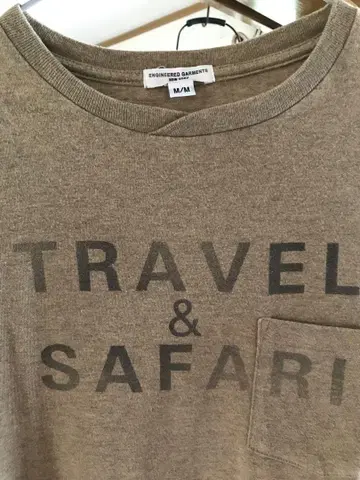 ENGINEERED GARMENTS
NEW YORK
M/M
TRAVEL
&
SAFARI